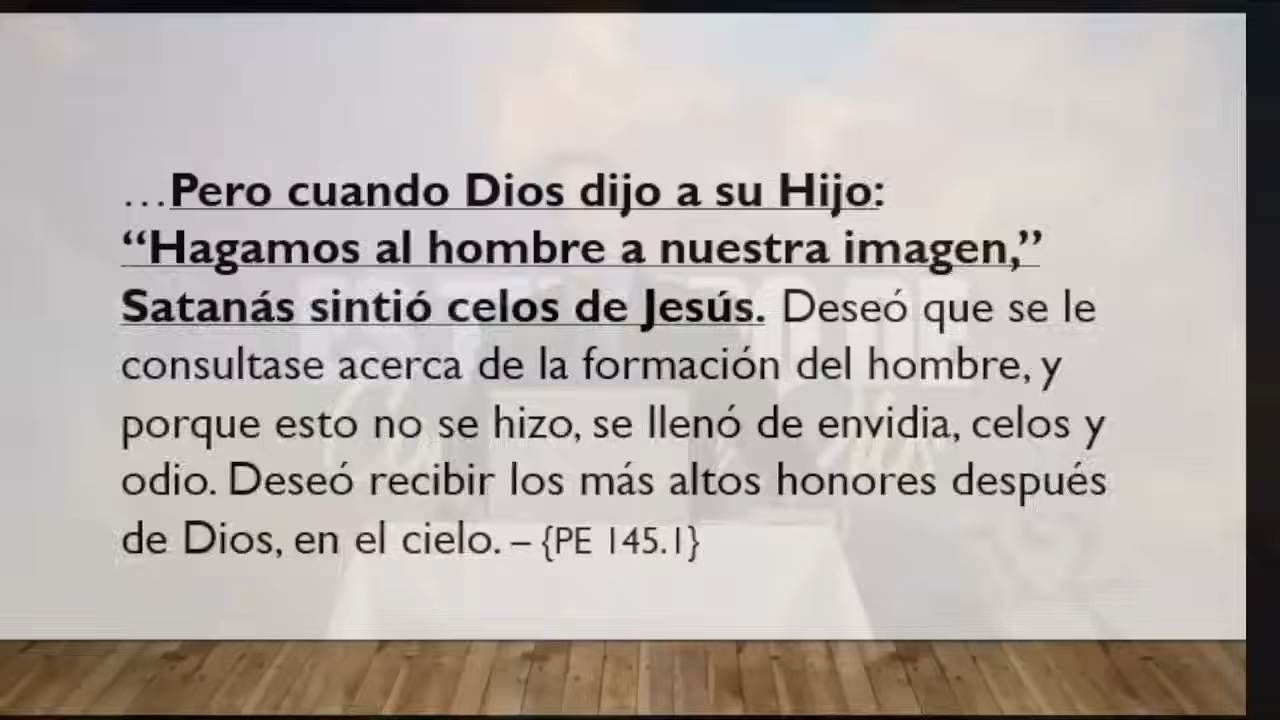 …Pero cuando Dios dijo a su Hijo:
“Hagamos al hombre a nuestra imagen,”
Satanás sintió celos de Jesús. Deseó que se le
consultase acerca de la formación del hombre, y
porque esto no se hizo, se llenó de envidia, celos y
odio. Deseó recibir los más altos honores después
de Dios, en el cielo. – {PE 145.1}